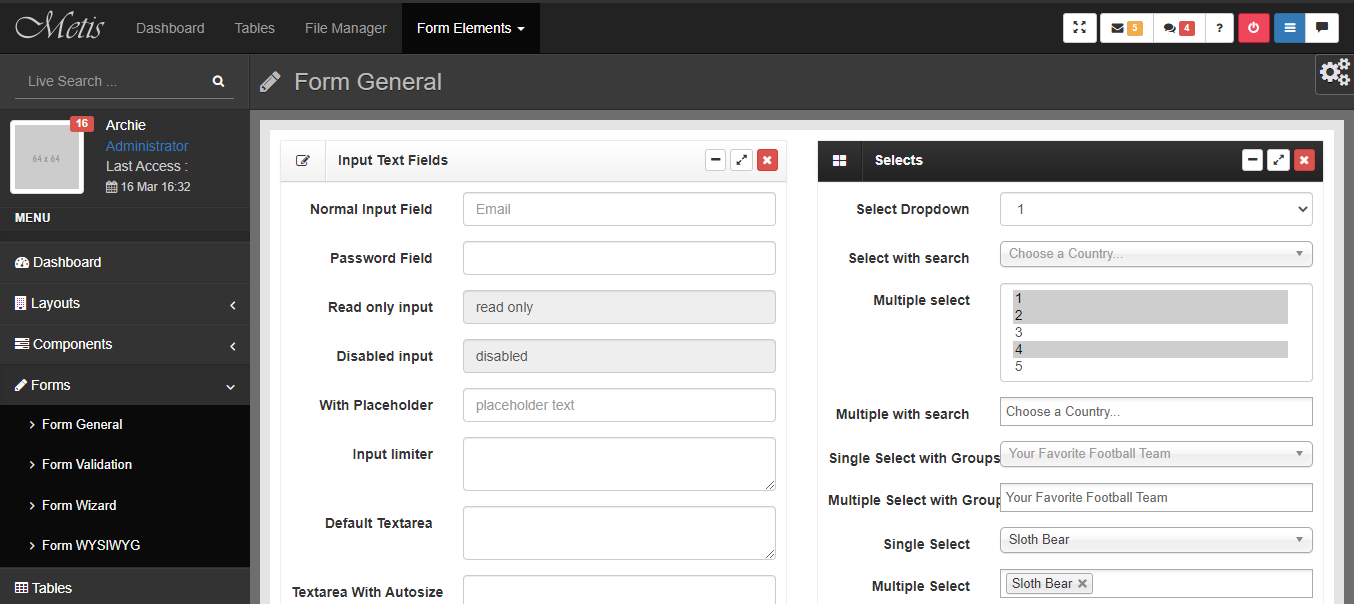 Metis
Dashboard
Tables
File Manager
Form Elements
5
4
?
Live Search ...
Form General
64 x 64
16
Archie
Administrator
Last Access :
16 Mar 16:32
MENU
Dashboard
Layouts
Components
Forms
Form General
Form Validation
Form Wizard
Form WYSIWYG
Tables
Input Text Fields
Normal Input Field
Email
Password Field
Read only input
read only
Disabled input
disabled
With Placeholder
placeholder text
Input limiter
Default Textarea
Textarea With Autosize
Selects
Select Dropdown
1
Select with search
Choose a Country...
Multiple select
1
2
3
4
5
Multiple with search
Choose a Country...
Single Select with Groups
Your Favorite Football Team
Multiple Select with Group
Your Favorite Football Team
Single Select
Sloth Bear
Multiple Select
Sloth Bear